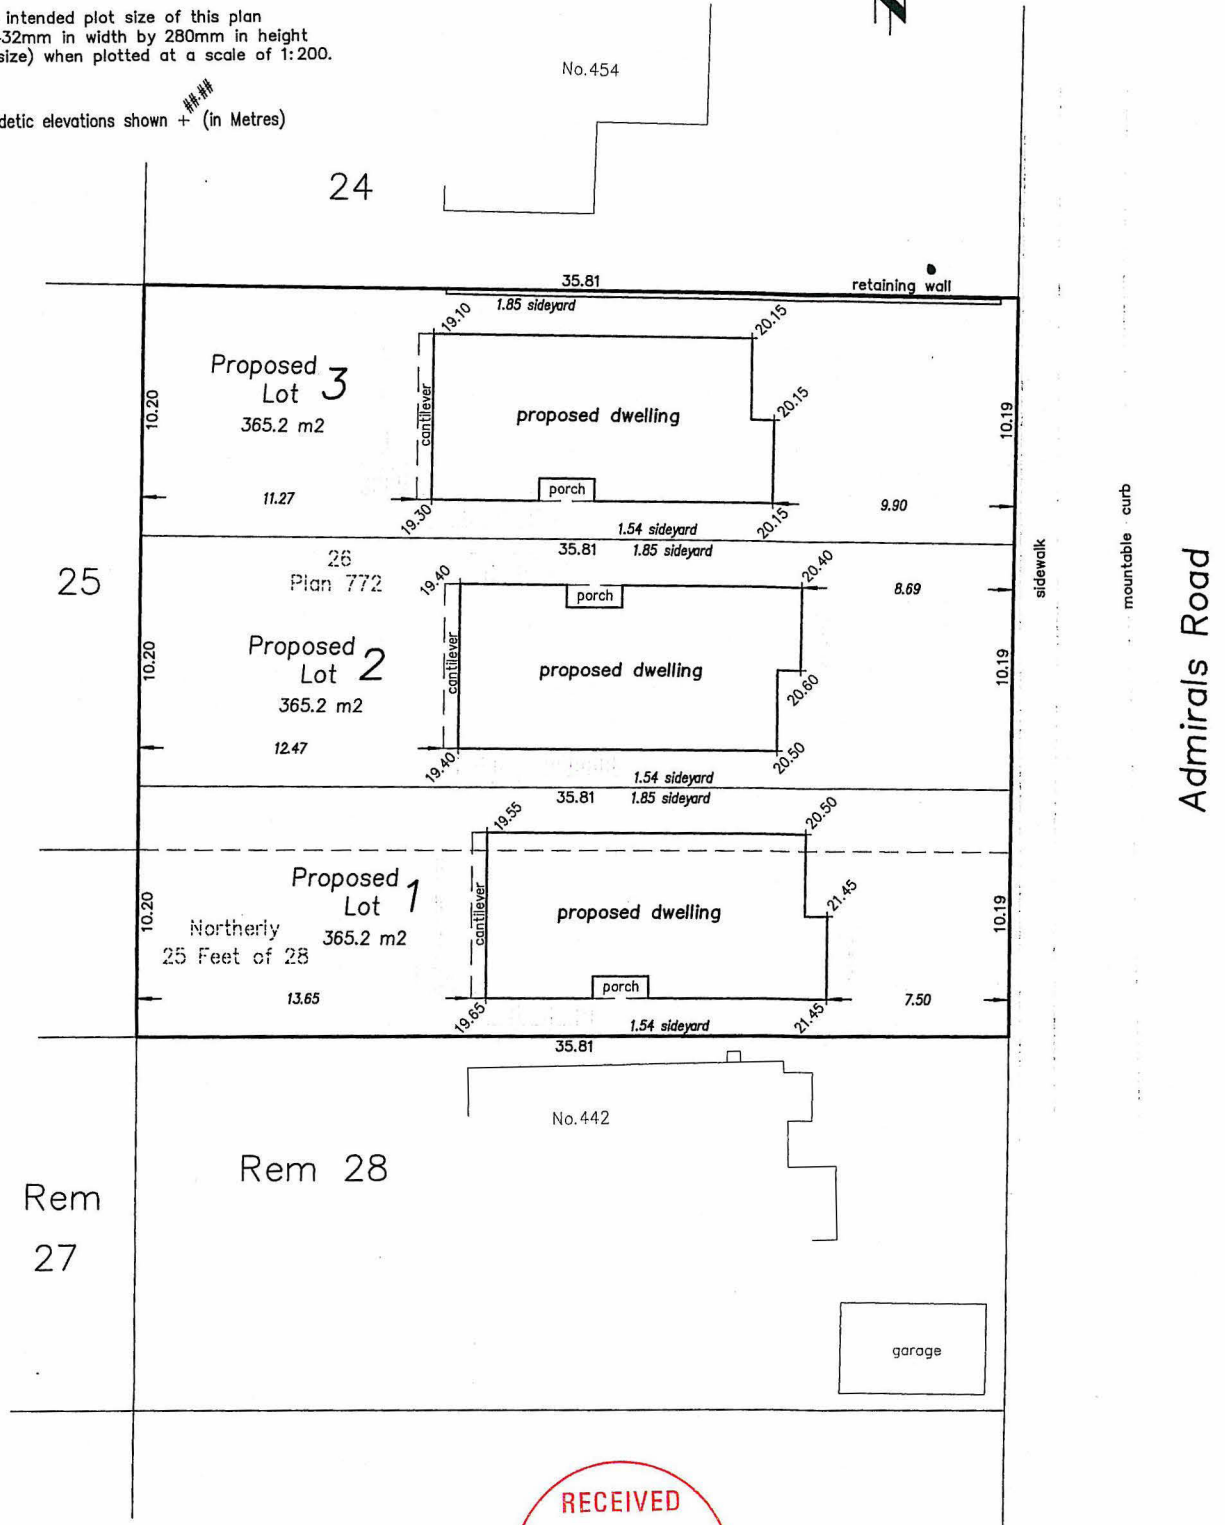 intended plot size of this plan
432mm in width by 280mm in height
size) when plotted at a scale of 1:200.
##.##
detic elevations shown + (in Metres)
No.454
24
35.81
retaining wall
1.85 sideyard
19.10
20.15
Proposed
Lot 3
365.2 m2
10.20
cantilever
proposed dwelling
20.15
10.19
porch
11.27
9.90
19.30
20.15
1.54 sideyard
35.81
1.85 sideyard
26
Plan 772
25
19.40
20.40
porch
8.69
sidewalk
mountable curb
Admirals Road
Proposed
Lot 2
365.2 m2
10.20
cantilever
proposed dwelling
20.60
10.19
12.47
19.40
20.50
1.54 sideyard
35.81
1.85 sideyard
19.55
20.50
Proposed
Lot 1
365.2 m2
10.20
Northerly
25 Feet of 28
cantilever
proposed dwelling
21.45
10.19
porch
13.65
7.50
19.65
21.45
1.54 sideyard
35.81
No.442
Rem 28
Rem
27
garage
RECEIVED